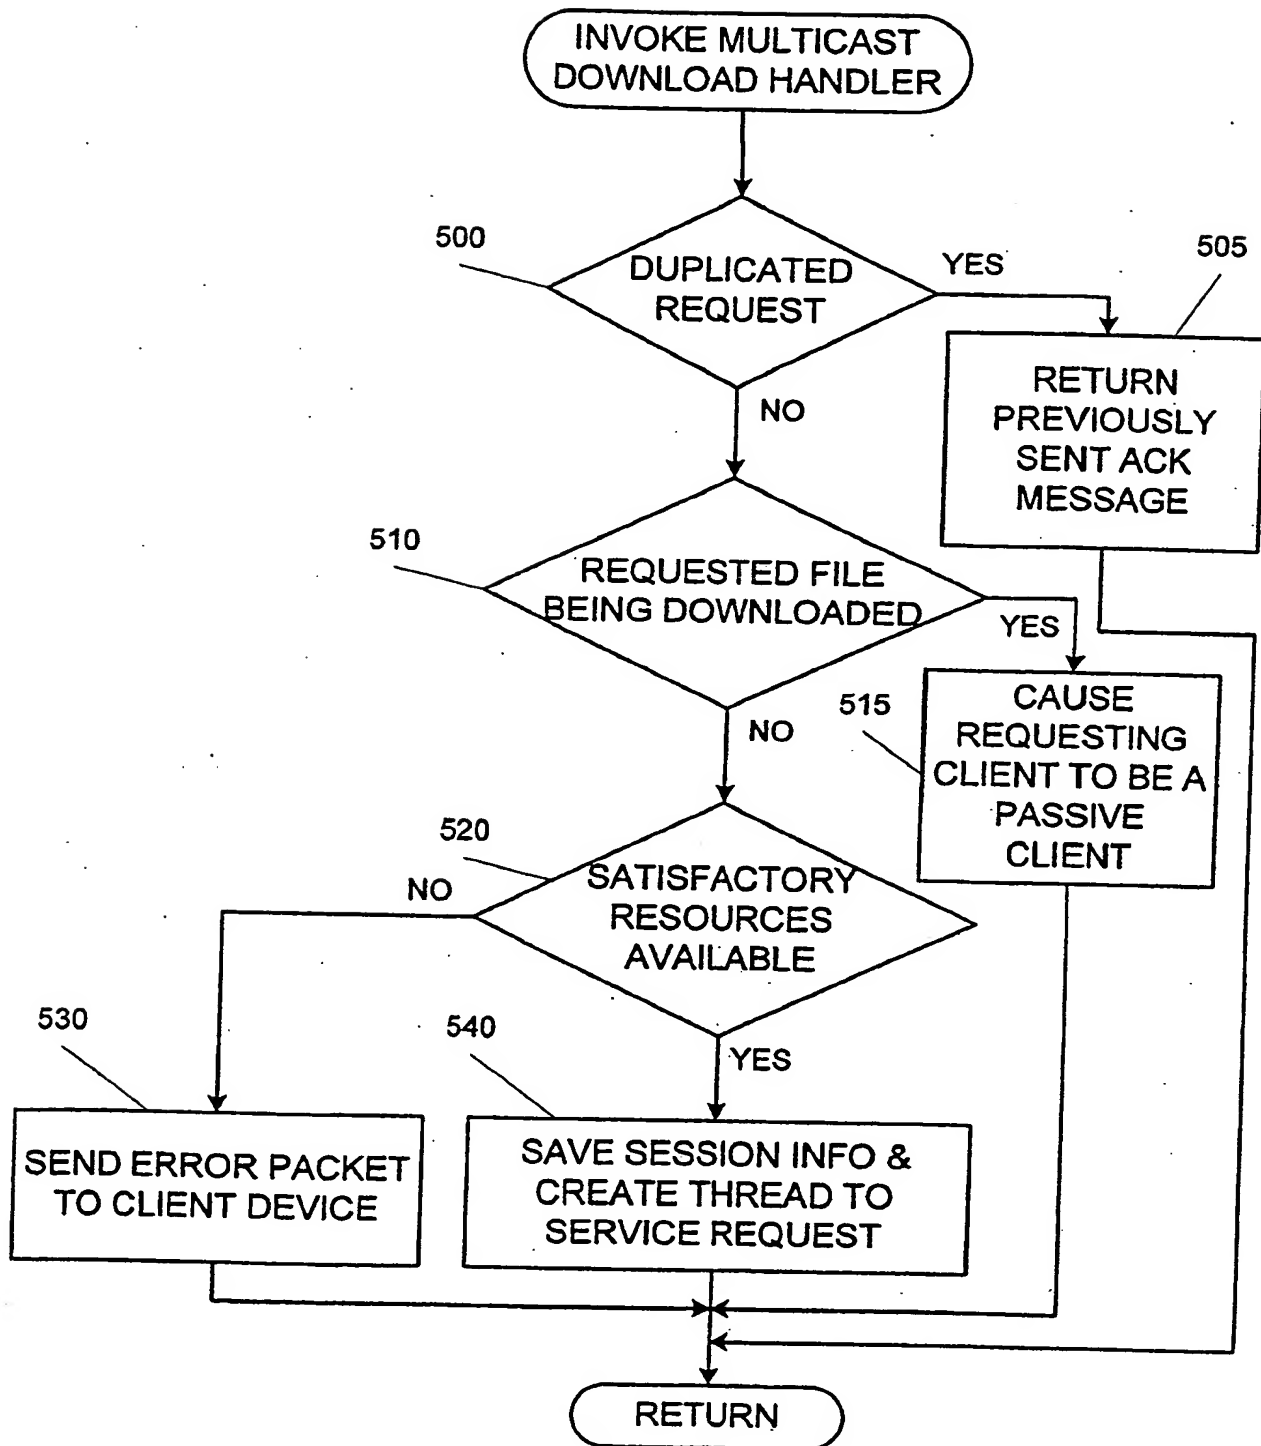 INVOKE MULTICAST
DOWNLOAD HANDLER
500
DUPLICATED
REQUEST
YES
505
NO
RETURN
PREVIOUSLY
SENT ACK
MESSAGE
510
REQUESTED FILE
BEING DOWNLOADED
YES
NO
515
CAUSE
REQUESTING
CLIENT TO BE A
PASSIVE
CLIENT
520
NO
SATISFACTORY
RESOURCES
AVAILABLE
YES
530
540
SEND ERROR PACKET
TO CLIENT DEVICE
SAVE SESSION INFO &
CREATE THREAD TO
SERVICE REQUEST
RETURN